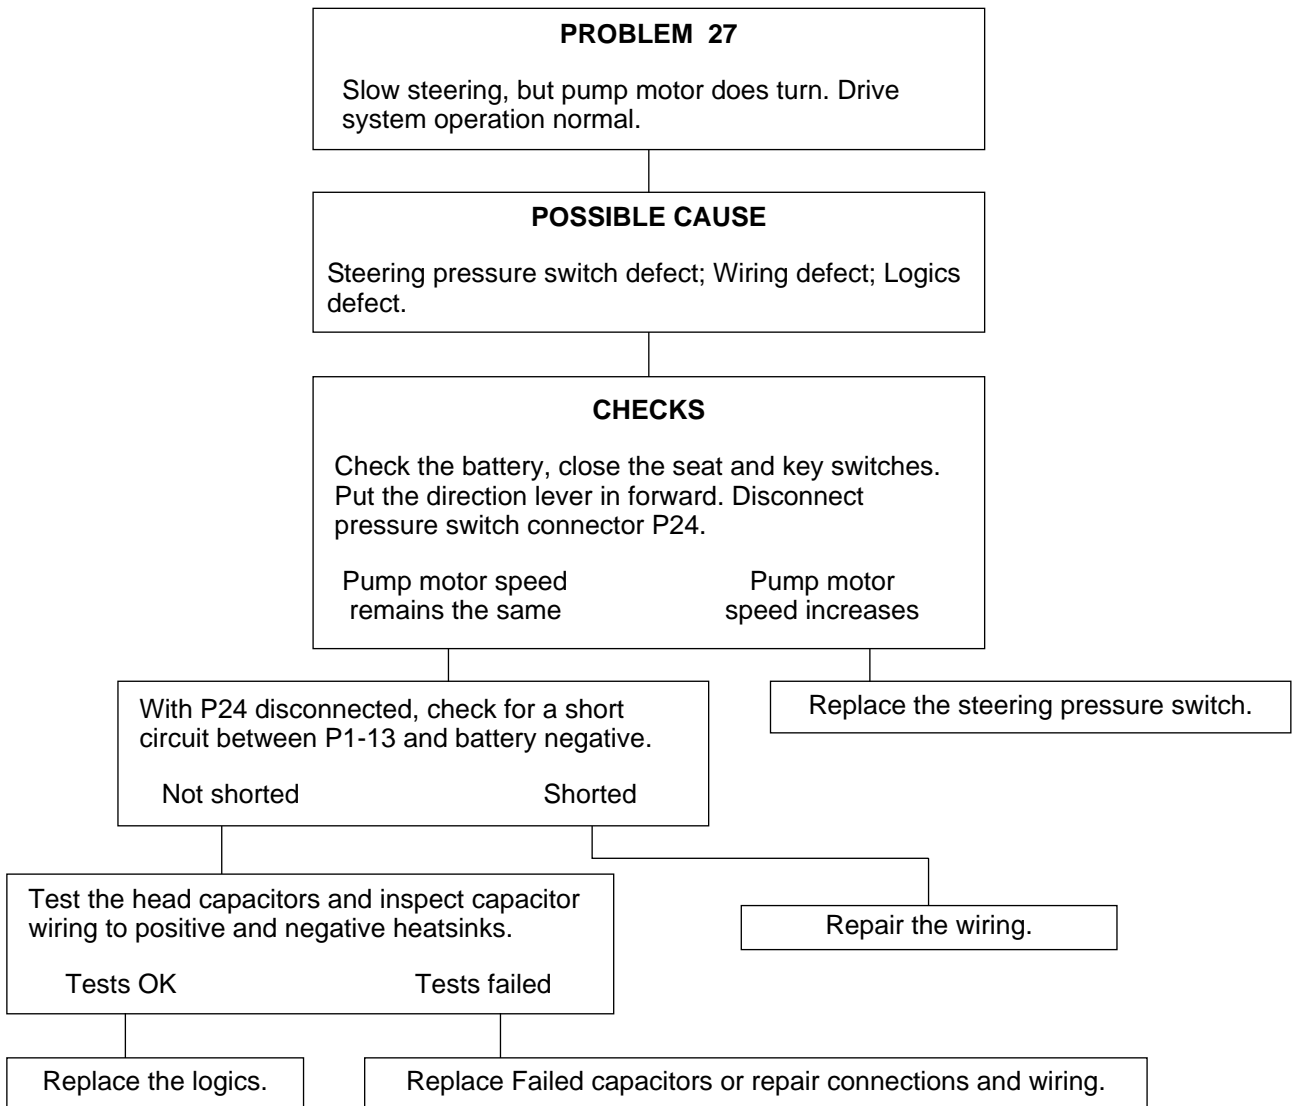 PROBLEM 27
Slow steering, but pump motor does turn. Drive
system operation normal.
POSSIBLE CAUSE
Steering pressure switch defect; Wiring defect; Logics
defect.
CHECKS
Check the battery, close the seat and key switches.
Put the direction lever in forward. Disconnect
pressure switch connector P24.
Pump motor speed
remains the same
Pump motor
speed increases
With P24 disconnected, check for a short
circuit between P1-13 and battery negative.
Not shorted
Shorted
Replace the steering pressure switch.
Test the head capacitors and inspect capacitor
wiring to positive and negative heatsinks.
Tests OK
Tests failed
Repair the wiring.
Replace the logics.
Replace Failed capacitors or repair connections and wiring.